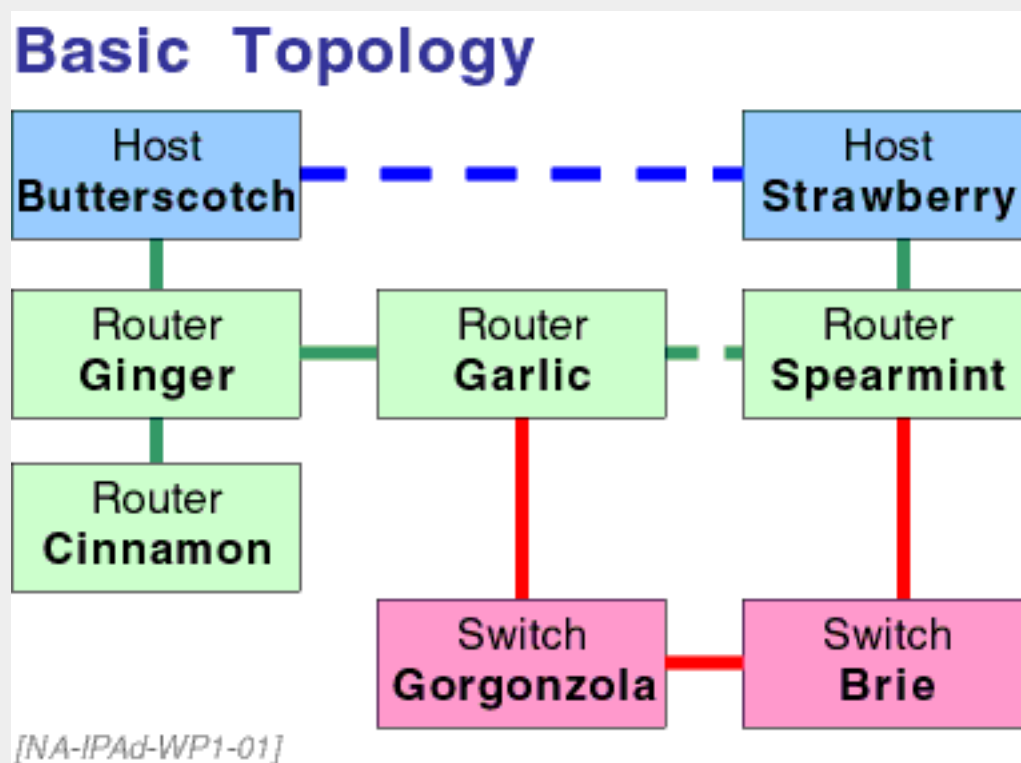 Basic Topology
Host
Butterscotch
Host
Strawberry
Router
Ginger
Router
Garlic
Router
Spearmint
Router
Cinnamon
Switch
Gorgonzola
Switch
Brie
[NA-IPAd-WP1-01]